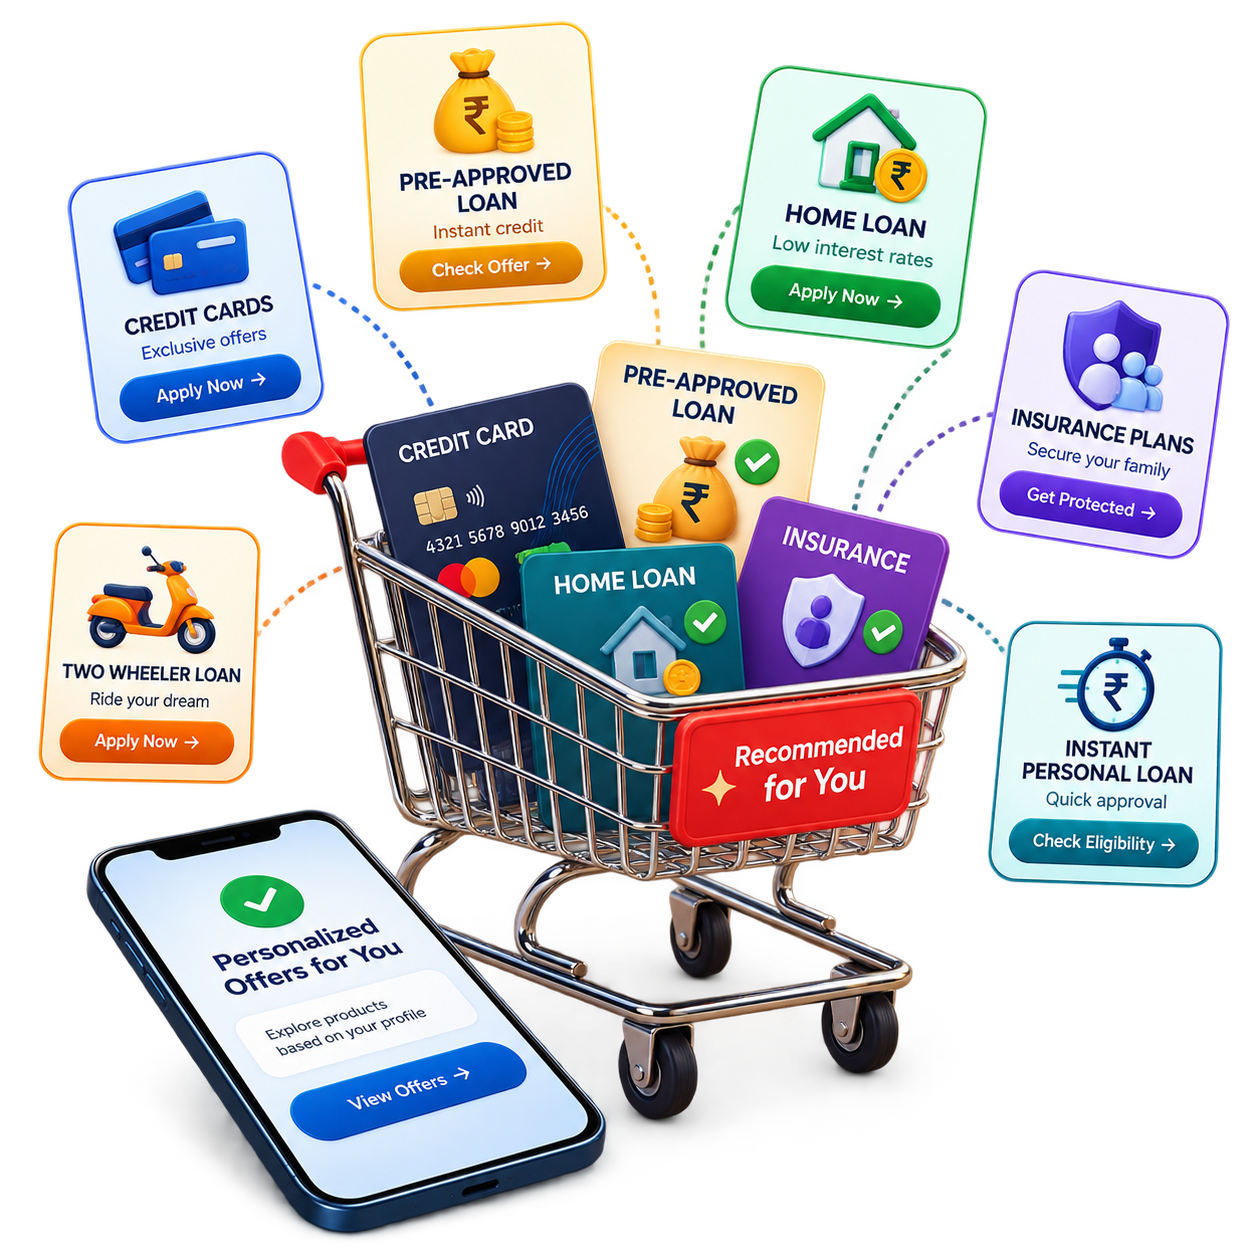 PRE-APPROVED
LOAN
Instant credit
Check Offer →
HOME LOAN
Low interest rates
Apply Now →
CREDIT CARDS
Exclusive offers
Apply Now →
INSURANCE PLANS
Secure your family
Get Protected →
TWO WHEELER LOAN
Ride your dream
Apply Now →
INSTANT
PERSONAL LOAN
Quick approval
Check Eligibility →
CREDIT CARD
4321 5678 9012 3456
PRE-APPROVED
LOAN
HOME LOAN
INSURANCE
Recommended
for You
Personalized
Offers for You
Explore products
based on your profile
View Offers →